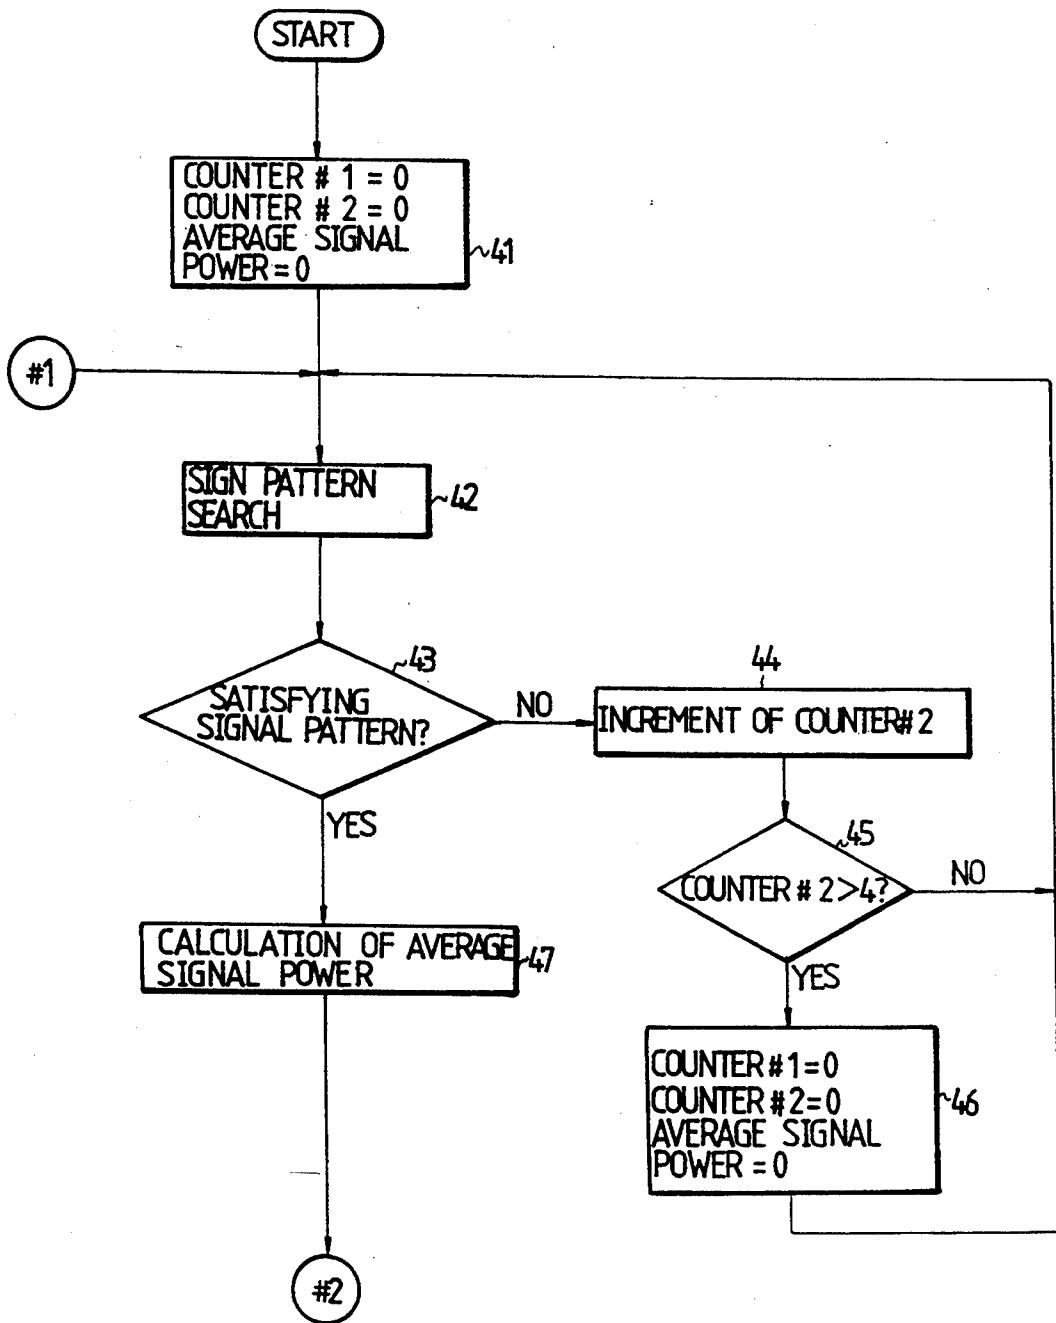 START
COUNTER # 1 = 0
COUNTER # 2 = 0
AVERAGE SIGNAL
POWER = 0
41
#1
SIGN PATTERN
SEARCH
42
43
SATISFYING
SIGNAL PATTERN?
NO
44
INCREMENT OF COUNTER# 2
YES
45
COUNTER # 2 > 4?
NO
CALCULATION OF AVERAGE
SIGNAL POWER
47
YES
COUNTER # 1 = 0
COUNTER # 2 = 0
AVERAGE SIGNAL
POWER = 0
46
#2